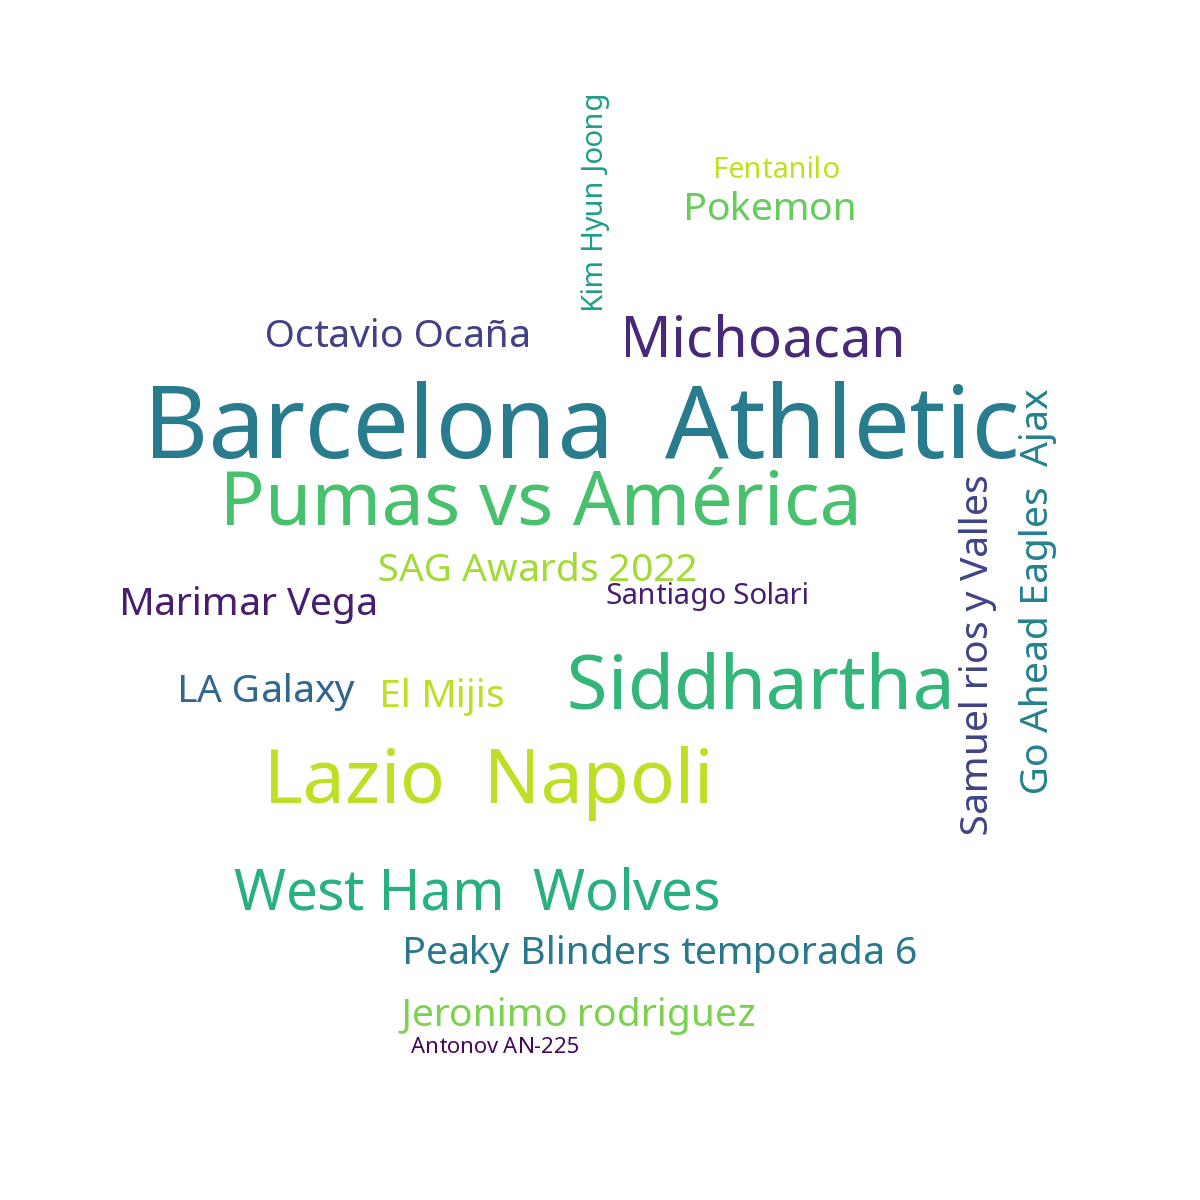 Kim Hyun Joong
Fentanilo
Pokemon
Octavio Ocaña
Michoacan
Barcelona Athletic
Pumas vs América
SAG Awards 2022
Marimar Vega
Santiago Solari
Samuel rios y Valles
Go Ahead Eagles Ajax
LA Galaxy
El Mijis
Siddhartha
Lazio Napoli
West Ham Wolves
Peaky Blinders temporada 6
Jeronimo rodriguez
Antonov AN-225